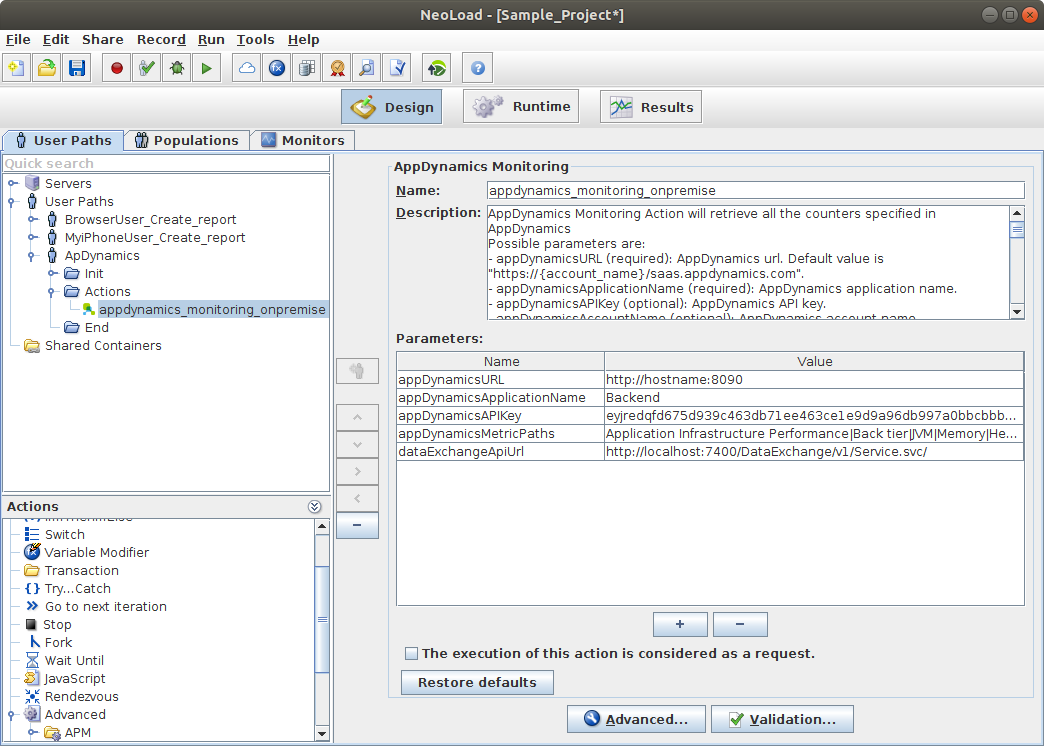 NeoLoad - [Sample_Project*]
File Edit Share Record Run Tools Help
Design Runtime Results
User Paths Populations Monitors
Quick search
Servers
User Paths
BrowserUser_Create_report
MyiPhoneUser_Create_report
ApDynamics
Init
Actions
appdynamics_monitoring_onpremise
End
Shared Containers
Actions
Switch
Variable Modifier
Transaction
Try...Catch
Go to next iteration
Stop
Fork
Wait Until
JavaScript
Rendezvous
Advanced
APM
AppDynamics Monitoring
Name: appdynamics_monitoring_onpremise
Description: AppDynamics Monitoring Action will retrieve all the counters specified in
AppDynamics
Possible parameters are:
- appDynamicsURL (required): AppDynamics url. Default value is
"https://{account_name}/saas.appdynamics.com".
- appDynamicsApplicationName (required): AppDynamics application name.
- appDynamicsAPIKey (optional): AppDynamics API key.
- appDynamicsAccountName (optional): AppDynamics account name
Parameters:
Name Value
appDynamicsURL http://hostname:8090
appDynamicsApplicationName Backend
appDynamicsAPIKey eyjredqfd675d939c463db71ee463ce1e9d9a96db997a0bbcbbb...
appDynamicsMetricPaths Application Infrastructure Performance|Back tier|JVM|Memory|He...
dataExchangeApiUrl http://localhost:7400/DataExchange/v1/Service.svc/
+ −
The execution of this action is considered as a request.
Restore defaults
Advanced... Validation...